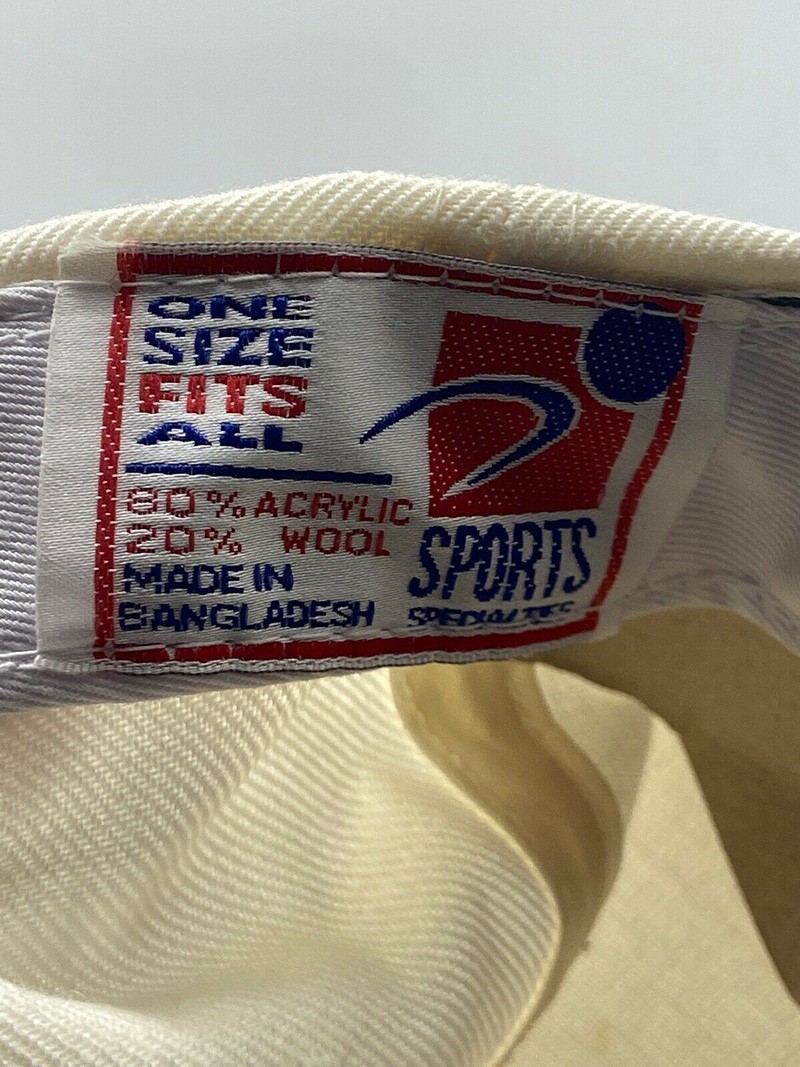 ONE
SIZE
FITS
ALL
80% ACRYLIC
20% WOOL
MADE IN
BANGLADESH
SPORTS
SPECIALTIES